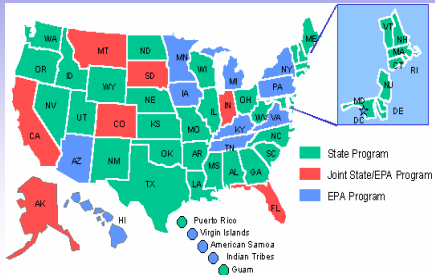 WA
MT
ND
MN
ME
OR
ID
WY
SD
WI
MI
NY
NV
UT
CO
NE
IA
IL
IN
OH
PA
CA
AZ
NM
KS
MO
KY
WV
VA
OK
AR
TN
NC
SC
TX
LA
MS
AL
GA
FL
AK
HI
VT
NH
MA
CT
RI
NJ
MD
DE
DC
State Program
Joint State/EPA Program
EPA Program
Puerto Rico
Virgin Islands
American Samoa
Indian Tribes
Guam